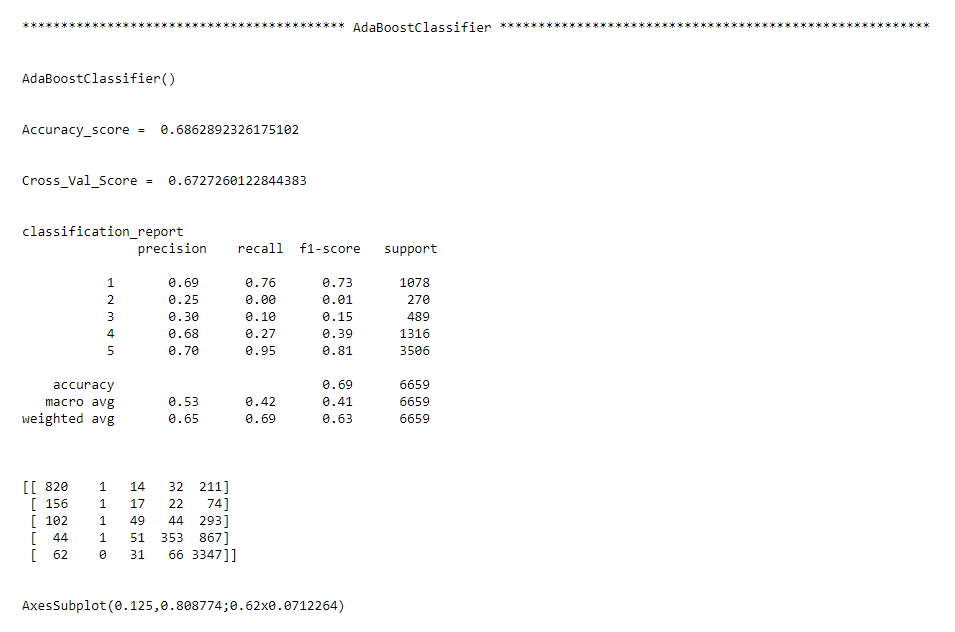 ****************************************** AdaBoostClassifier ********************************************************
AdaBoostClassifier()
Accuracy_score =  0.6862892326175102
Cross_Val_Score =  0.6727260122844383
classification_report
              precision    recall  f1-score   support
           1       0.69      0.76      0.73      1078
           2       0.25      0.00      0.01       270
           3       0.30      0.10      0.15       489
           4       0.68      0.27      0.39      1316
           5       0.70      0.95      0.81      3506
    accuracy                           0.69      6659
   macro avg       0.53      0.42      0.41      6659
weighted avg       0.65      0.69      0.63      6659
[[ 820    1   14   32  211]
 [ 156    1   17   22   74]
 [ 102    1   49   44  293]
 [  44    1   51  353  867]
 [  62    0   31   66 3347]]
AxesSubplot(0.125,0.808774;0.62x0.0712264)